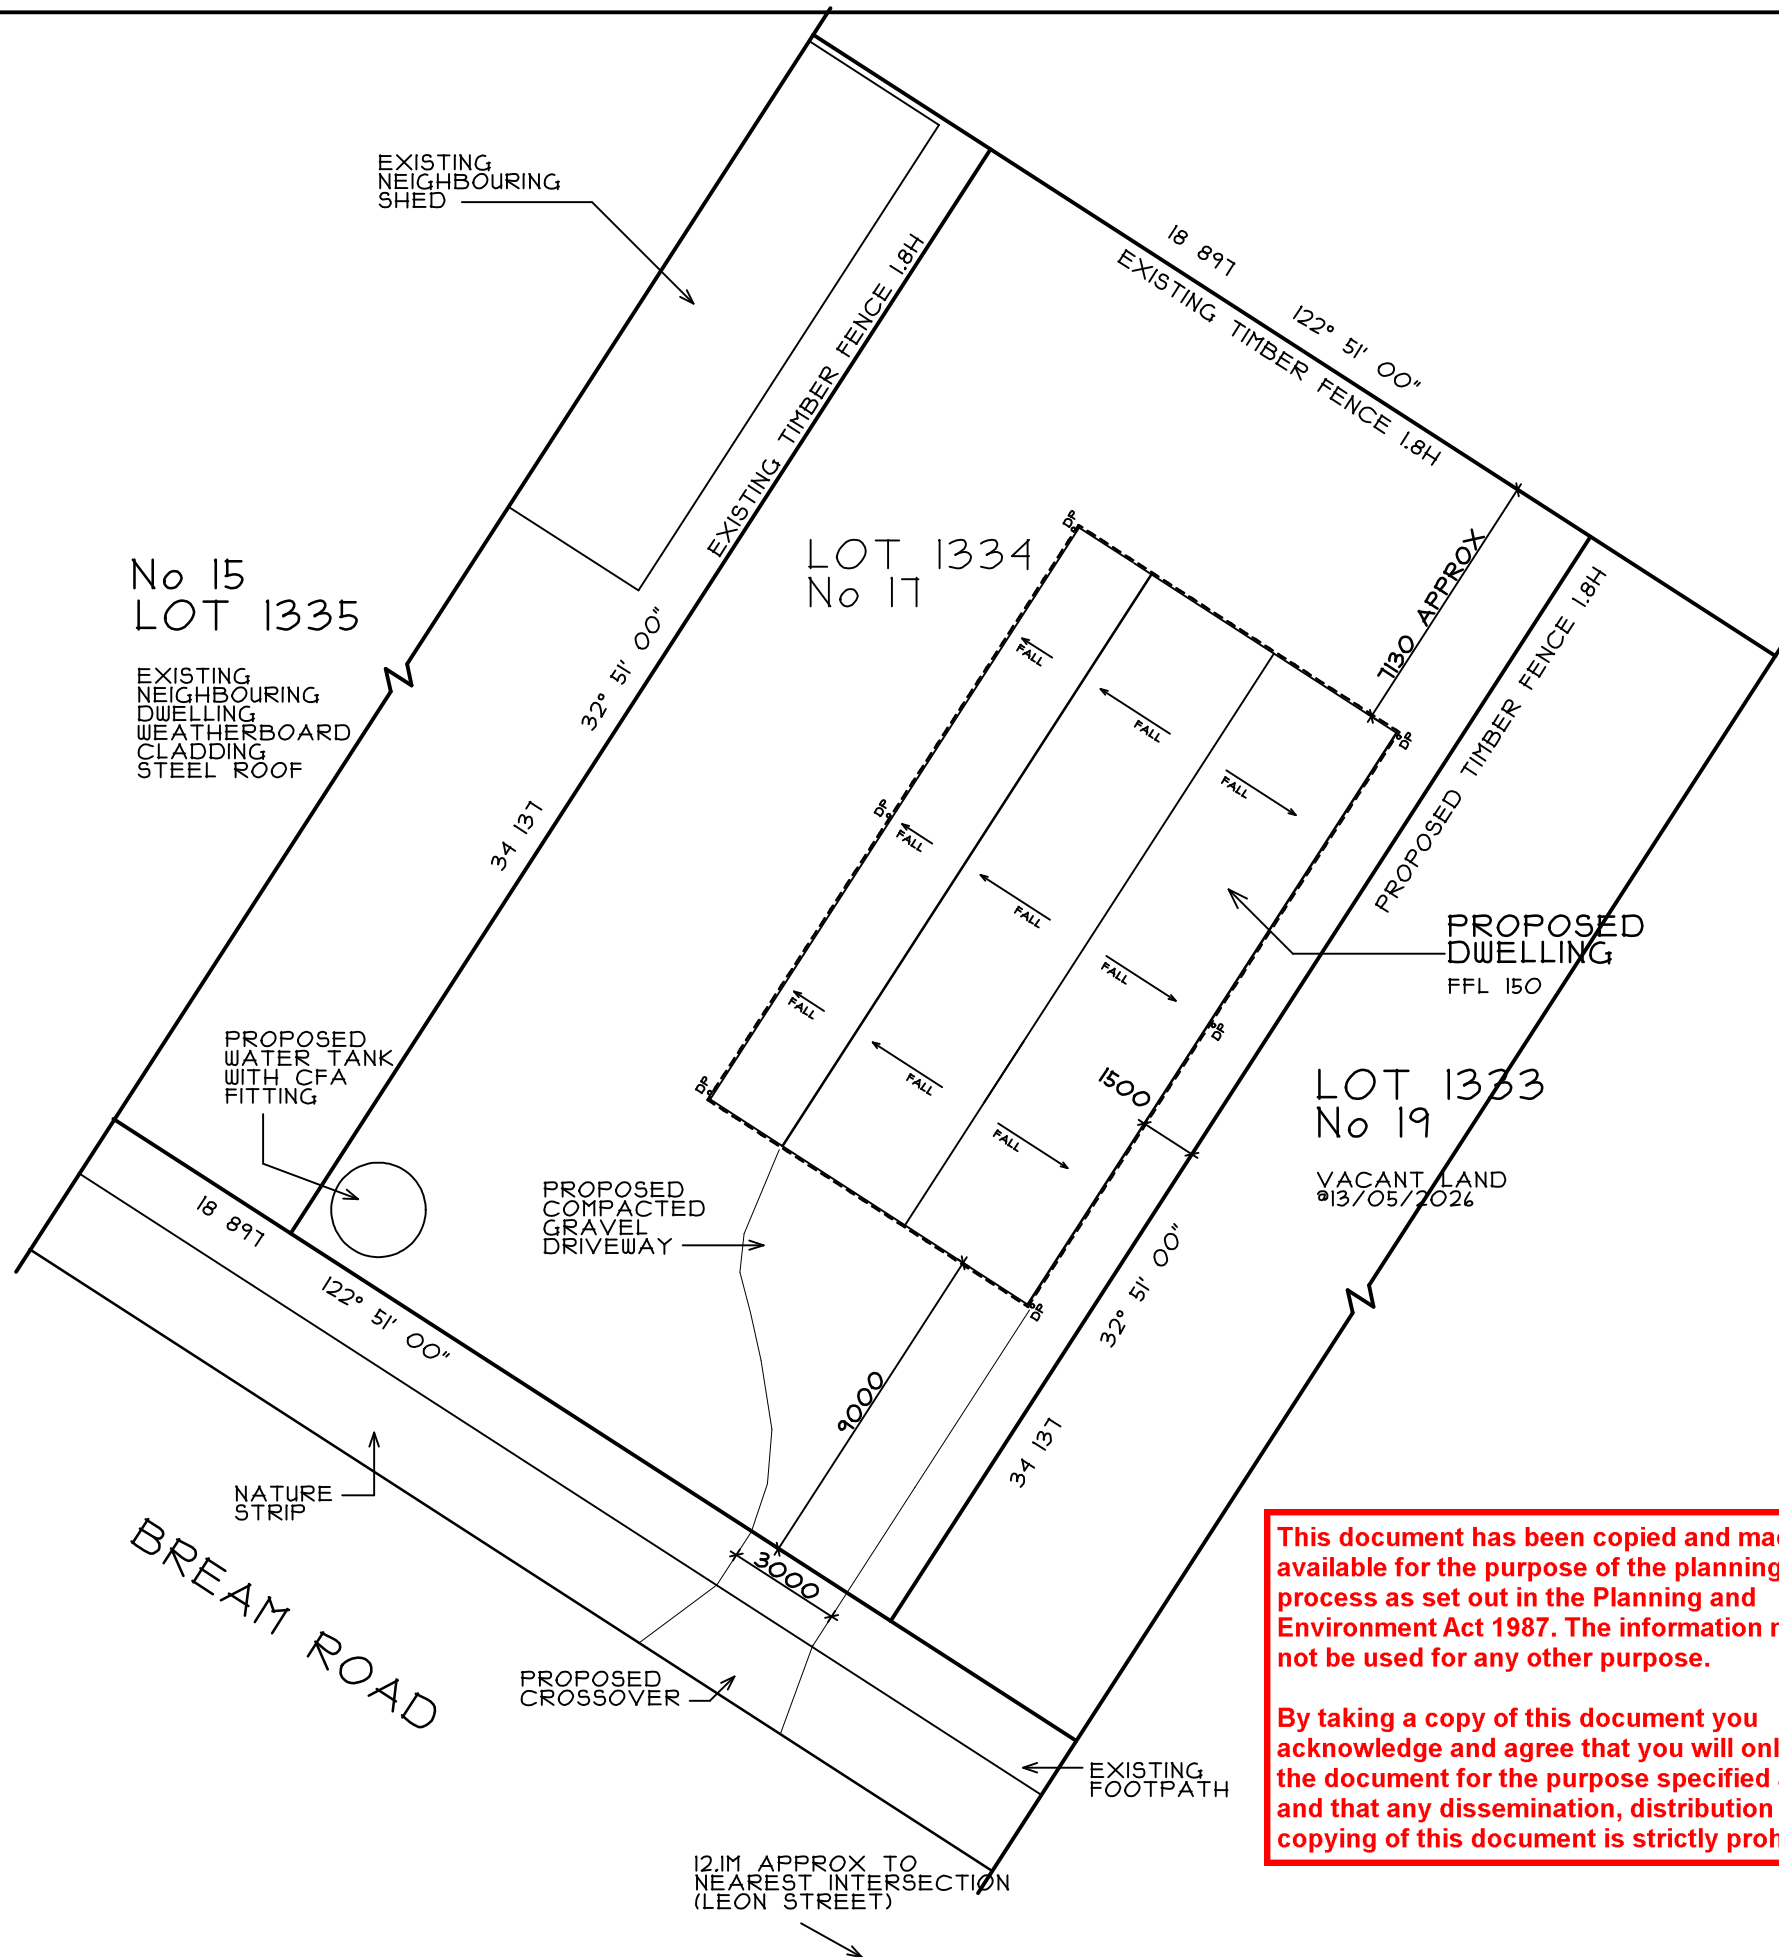 EXISTING
NEIGHBOURING
SHED
18 897
122° 51' 00"
EXISTING TIMBER FENCE 1.8H
EXISTING TIMBER FENCE 1.8H
No 15
LOT 1335
EXISTING
NEIGHBOURING
DWELLING
WEATHERBOARD
CLADDING
STEEL ROOF
LOT 1334
No 17
32° 51' 00"
34 137
DP
7130 APPROX
PROPOSED TIMBER FENCE 1.8H
FALL
FALL
DP
FALL
DP
FALL
FALL
PROPOSED
DWELLING
FFL 150
FALL
FALL
DP
FALL
FALL
DP
1500
FALL
LOT 1333
No 19
VACANT LAND
@13/05/2026
PROPOSED
WATER TANK
WITH CFA
FITTING
18 897
122° 51' 00"
PROPOSED
COMPACTED
GRAVEL
DRIVEWAY
DP
32° 51' 00"
34 137
9000
3000
NATURE
STRIP
BREAM ROAD
PROPOSED
CROSSOVER
EXISTING
FOOTPATH
12.1M APPROX TO
NEAREST INTERSECTION
(LEON STREET)
This document has been copied and
available for the purpose of the planning
process as set out in the Planning and
Environment Act 1987. The information
not be used for any other purpose.
By taking a copy of this document you
acknowledge and agree that you will
the document for the purpose specified
and that any dissemination, distribution
copying of this document is strictly